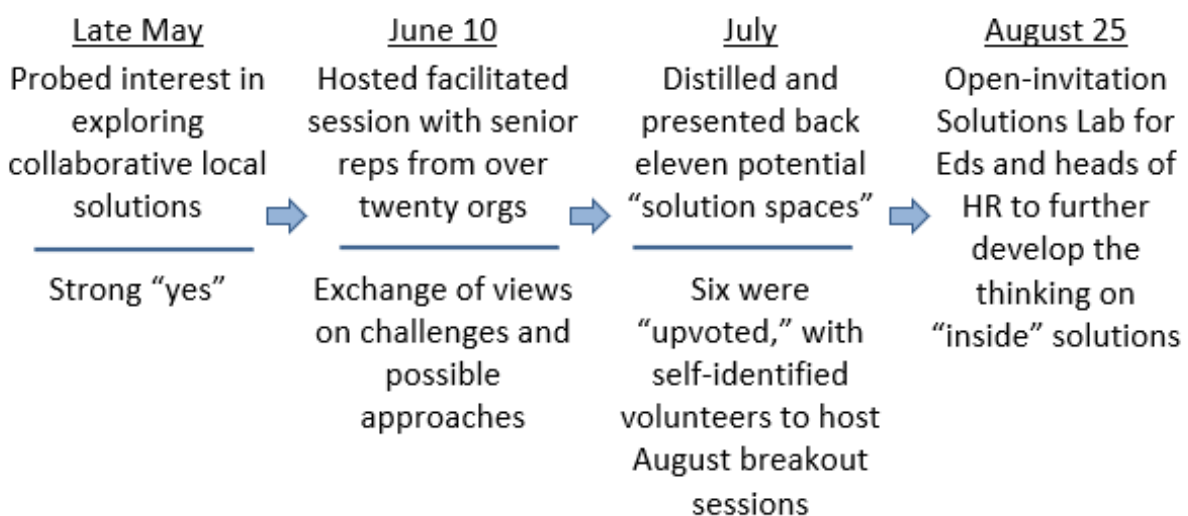 Late May
Probed interest in
exploring
collaborative local
solutions
Strong “yes”
June 10
Hosted facilitated
session with senior
reps from over
twenty orgs
Exchange of views
on challenges and
possible
approaches
July
Distilled and
presented back
eleven potential
“solution spaces”
Six were
“upvoted,” with
self-identified
volunteers to host
August breakout
sessions
August 25
Open-invitation
Solutions Lab for
Eds and heads of
HR to further
develop the
thinking on
“inside” solutions